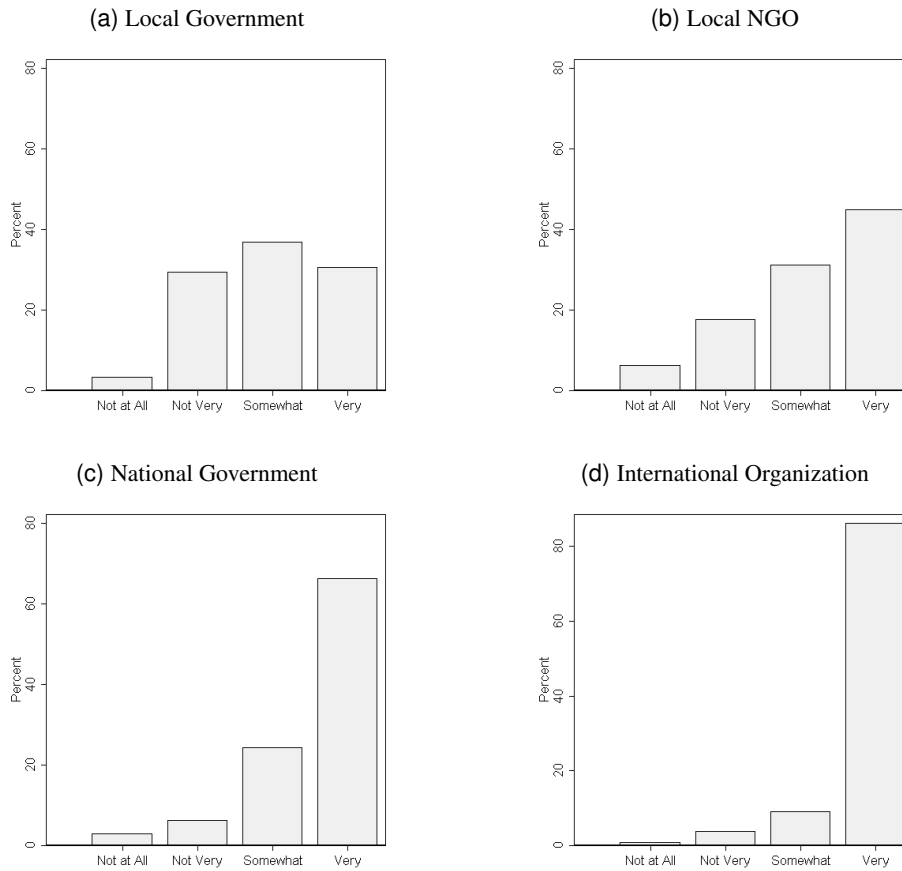 (a) Local Government
80
60
40
20
0
Percent
Not at All Not Very Somewhat Very
(b) Local NGO
80
60
40
20
0
Percent
Not at All Not Very Somewhat Very
(c) National Government
80
60
40
20
0
Percent
Not at All Not Very Somewhat Very
(d) International Organization
80
60
40
20
0
Percent
Not at All Not Very Somewhat Very